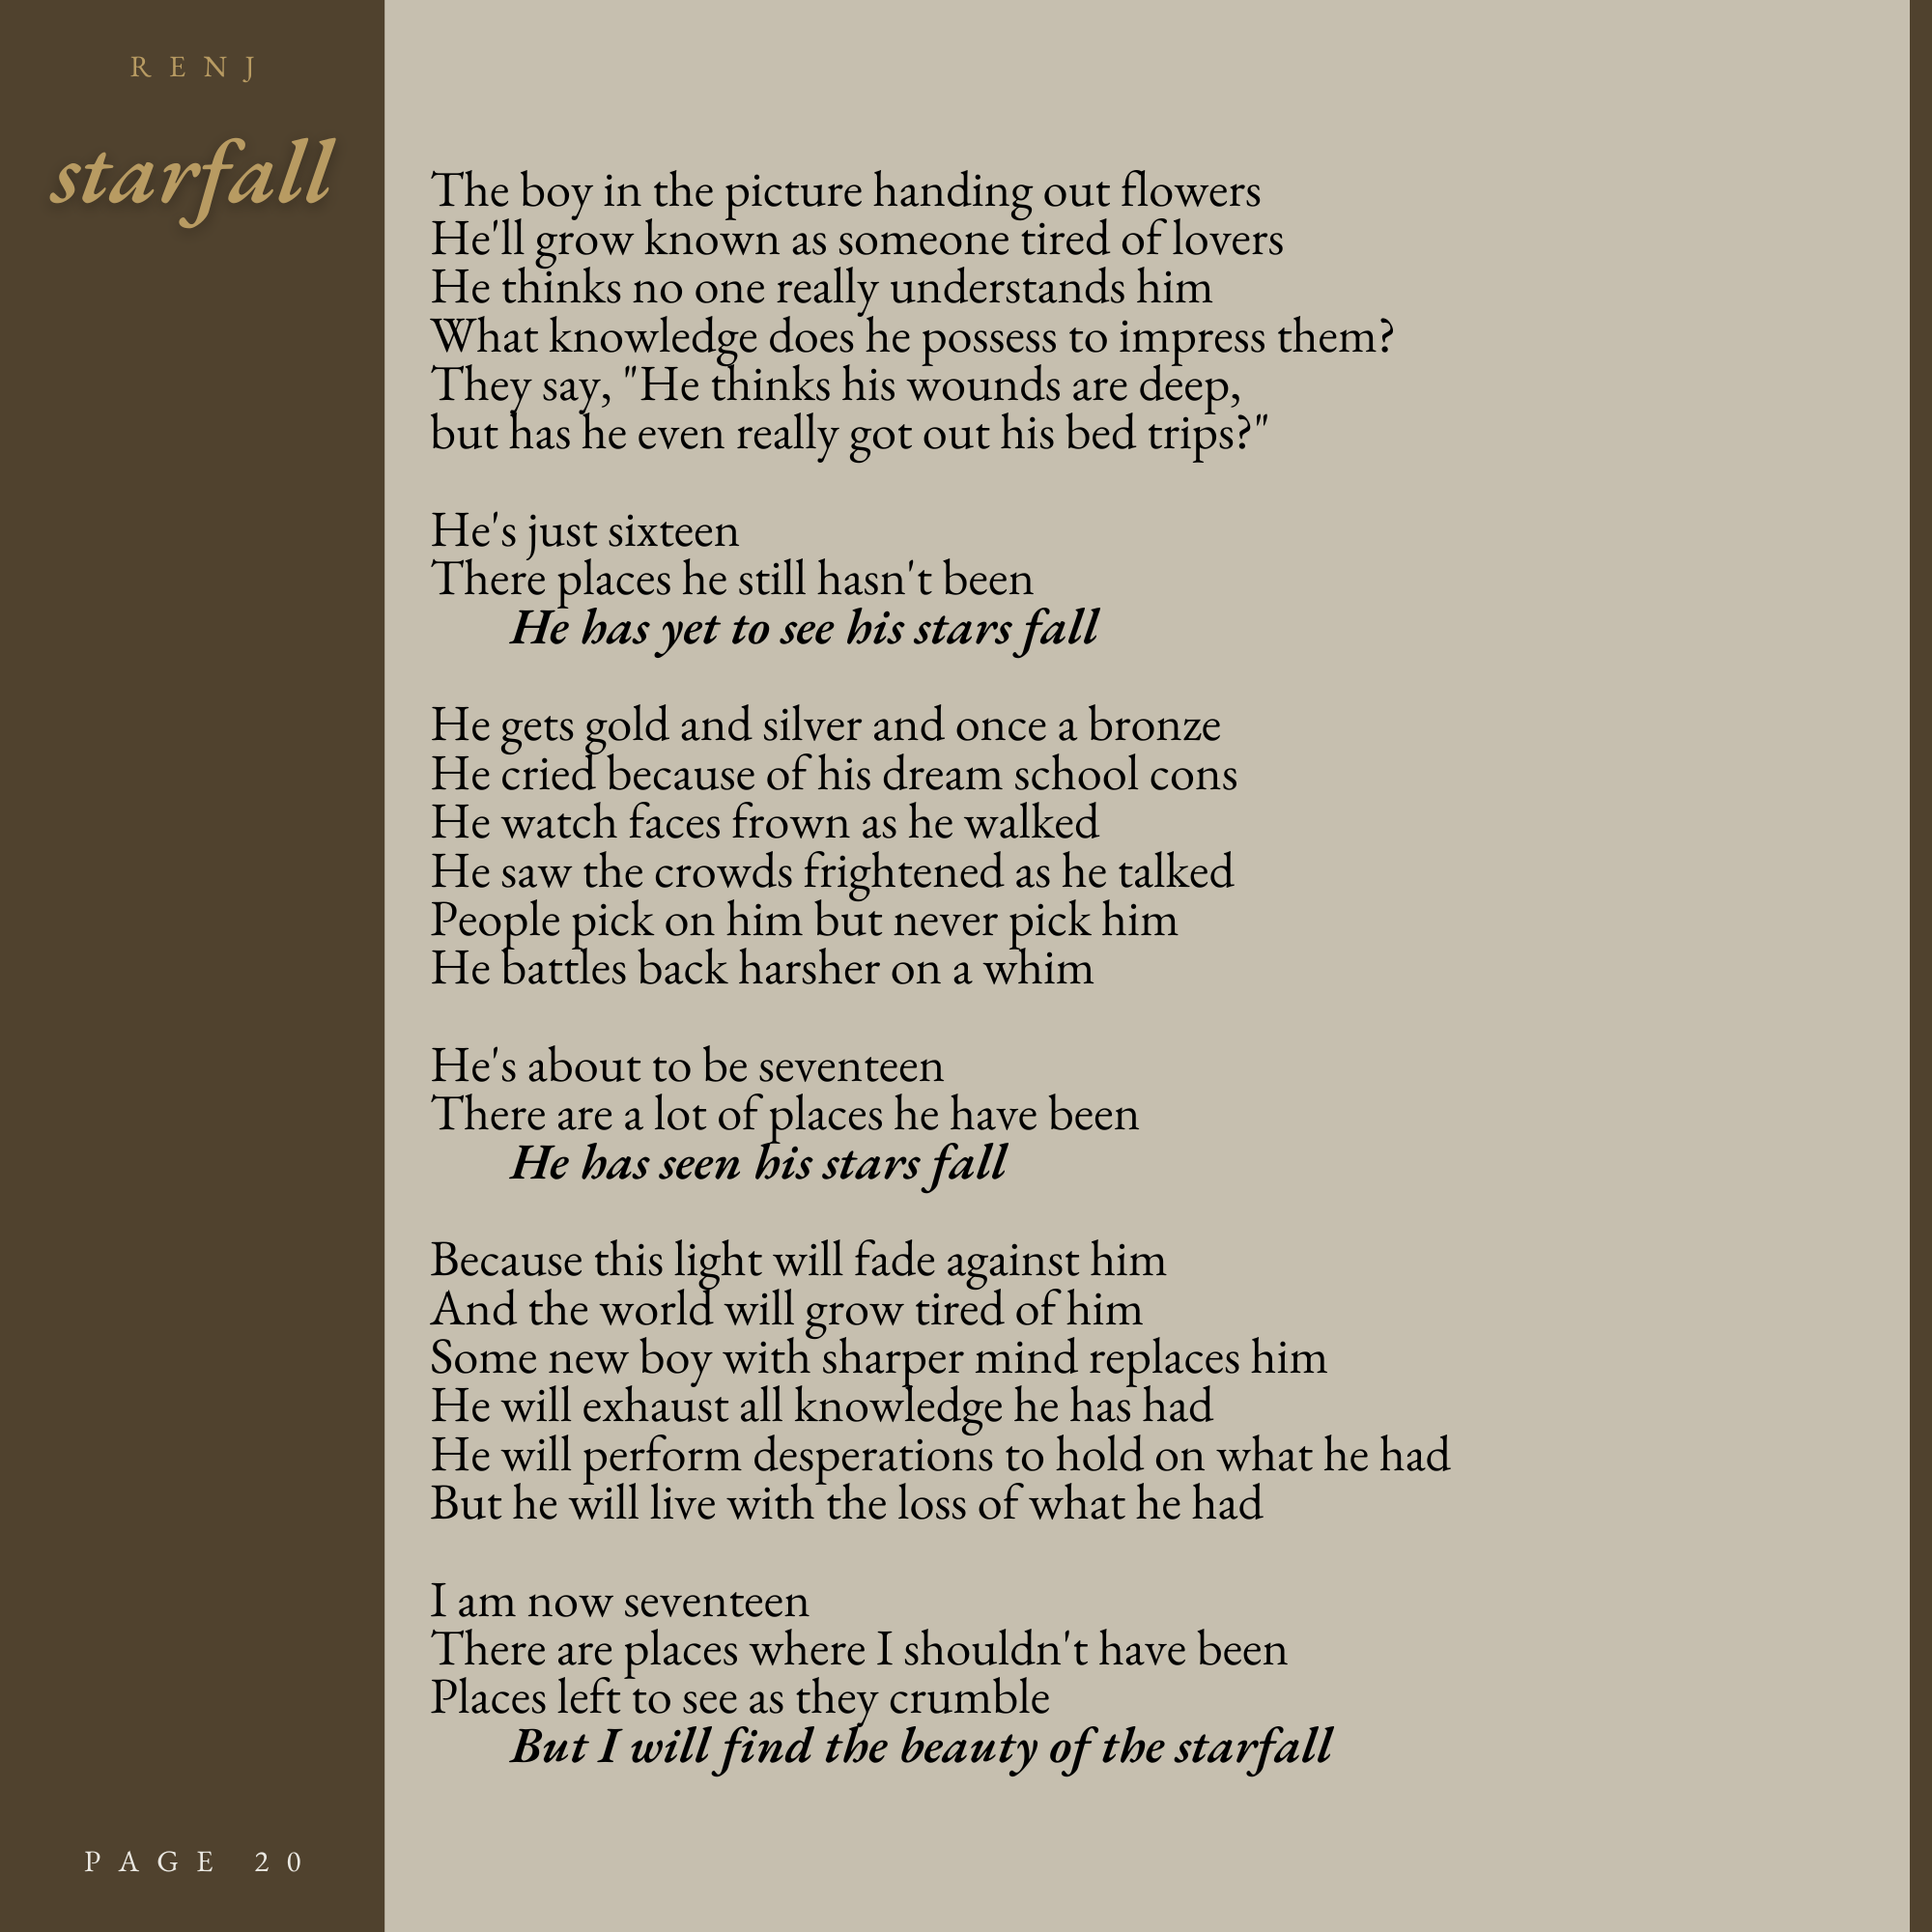 RENJ
starfall
The boy in the picture handing out flowers
He'll grow known as someone tired of lovers
He thinks no one really understands him
What knowledge does he possess to impress them?
They say, "He thinks his wounds are deep,
but has he even really got out his bed trips?"
He's just sixteen
There places he still hasn't been
He has yet to see his stars fall
He gets gold and silver and once a bronze
He cried because of his dream school cons
He watch faces frown as he walked
He saw the crowds frightened as he talked
People pick on him but never pick him
He battles back harsher on a whim
He's about to be seventeen
There are a lot of places he have been
He has seen his stars fall
Because this light will fade against him
And the world will grow tired of him
Some new boy with sharper mind replaces him
He will exhaust all knowledge he has had
He will perform desperations to hold on what he had
But he will live with the loss of what he had
I am now seventeen
There are places where I shouldn't have been
Places left to see as they crumble
But I will find the beauty of the starfall
PAGE 20